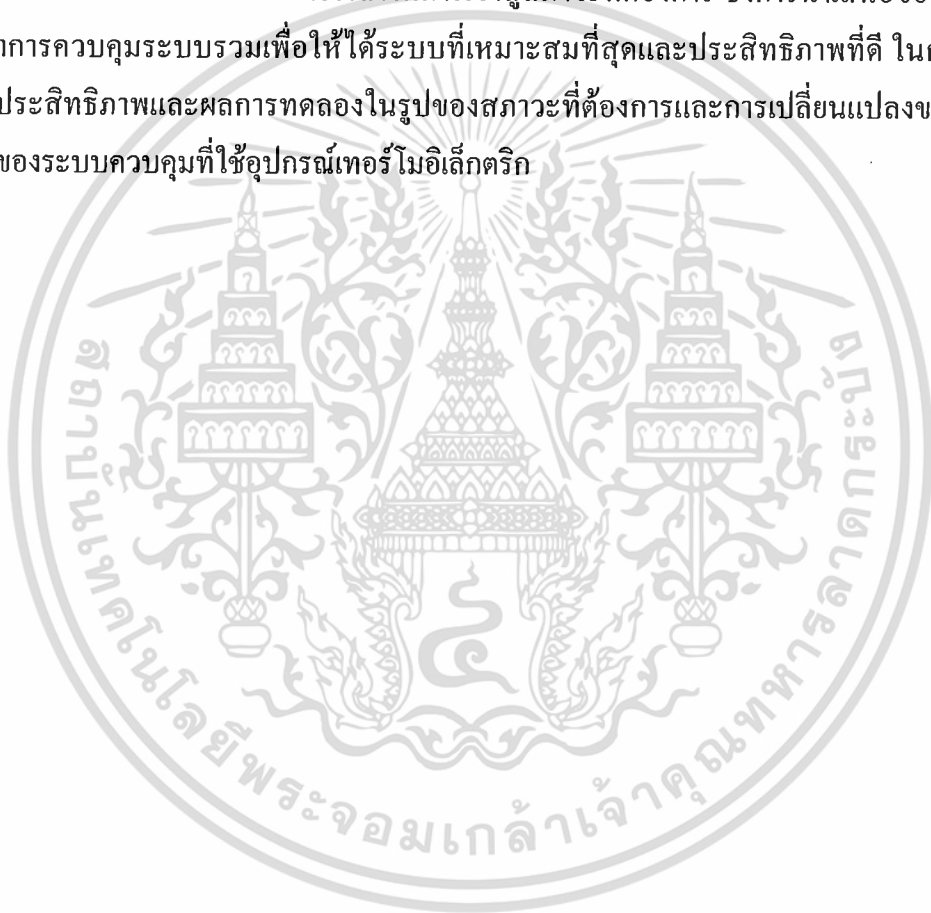 าการควบคุมระบบรวมเพื่อให้ได้ระบบที่เหมาะสมที่สุดและประสิทธิภาพที่ดี ใน
ประสิทธิภาพและผลการทดลองในรูปของสภาวะที่ต้องการและการเปลี่ยนแปลงข
ของระบบควบคุมที่ใช้อุปกรณ์เทอร์โมอิเล็กตริก
สถาบันเทคโนโลยีพระจอมเกล้าเจ้าคุณทหารลาดกระบัง
๔